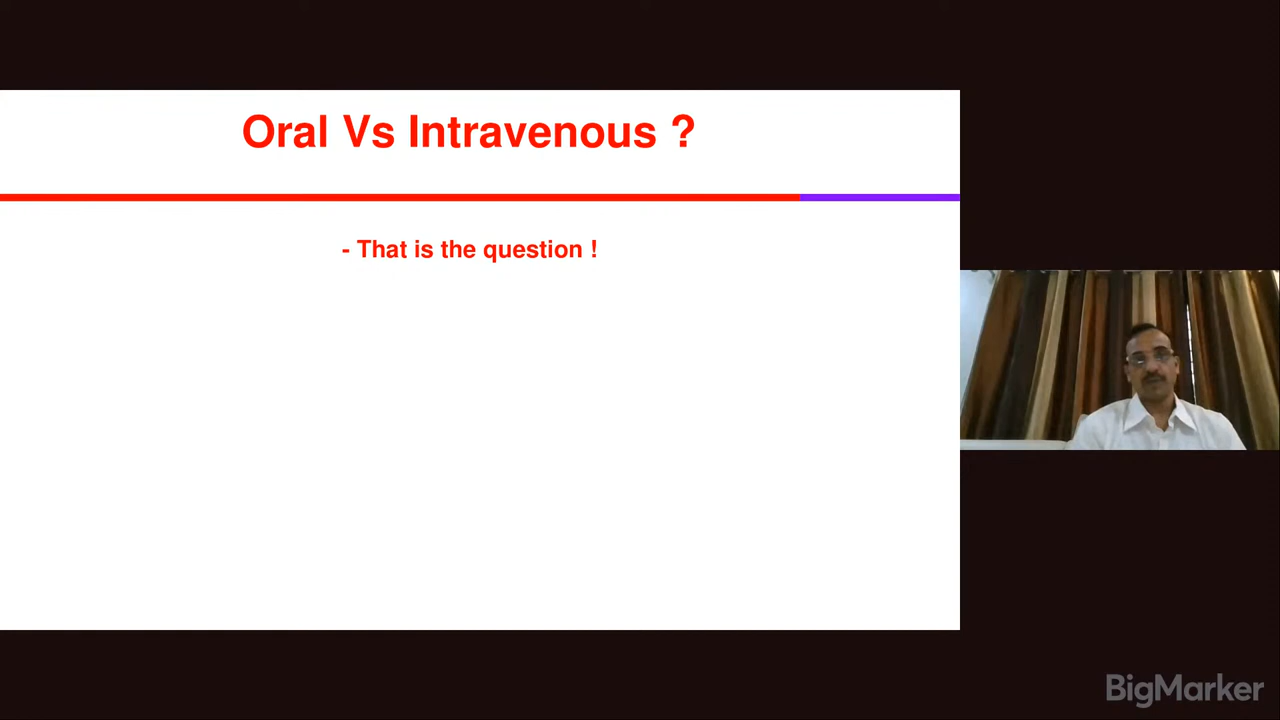 Oral Vs Intravenous ?
- That is the question !
BigMarker